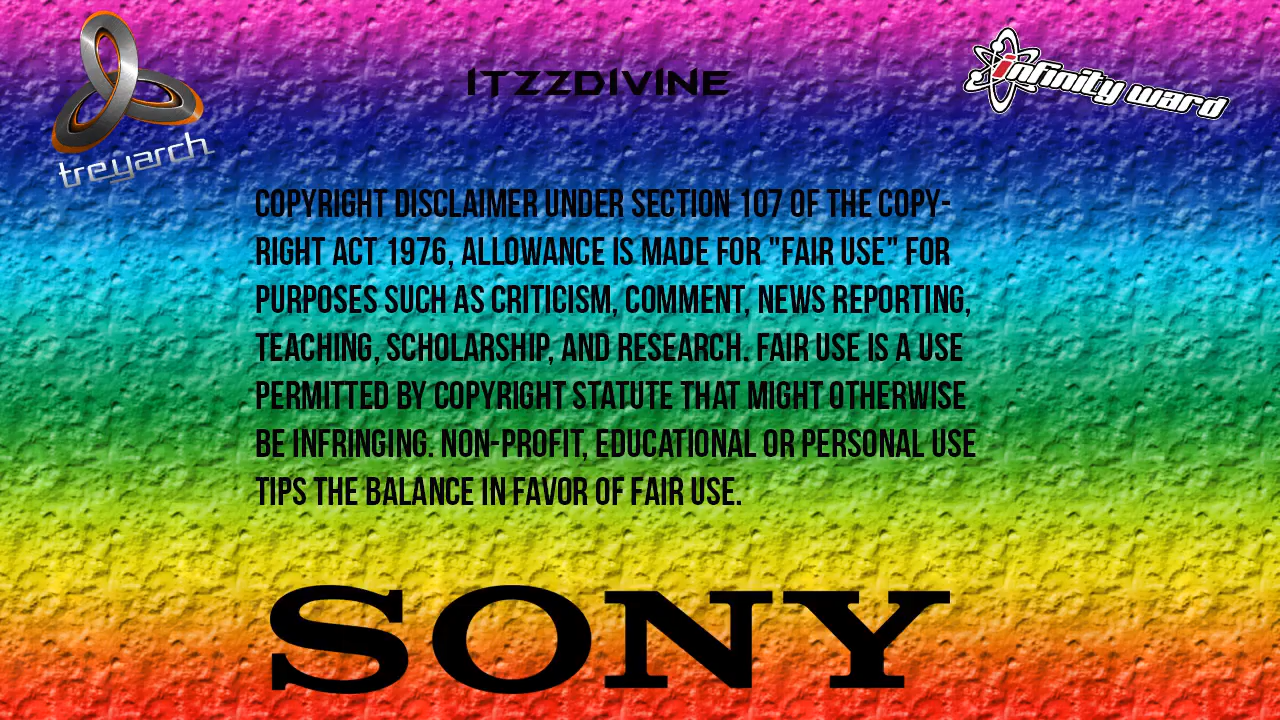 treyarch
ITZZDIVINE
infinity ward
COPYRIGHT DISCLAIMER UNDER SECTION 107 OF THE COPY-
RIGHT ACT 1976, ALLOWANCE IS MADE FOR "FAIR USE" FOR
PURPOSES SUCH AS CRITICISM, COMMENT, NEWS REPORTING,
TEACHING, SCHOLARSHIP, AND RESEARCH. FAIR USE IS A USE
PERMITTED BY COPYRIGHT STATUTE THAT MIGHT OTHERWISE
BE INFRINGING. NON-PROFIT, EDUCATIONAL OR PERSONAL USE
TIPS THE BALANCE IN FAVOR OF FAIR USE.
SONY